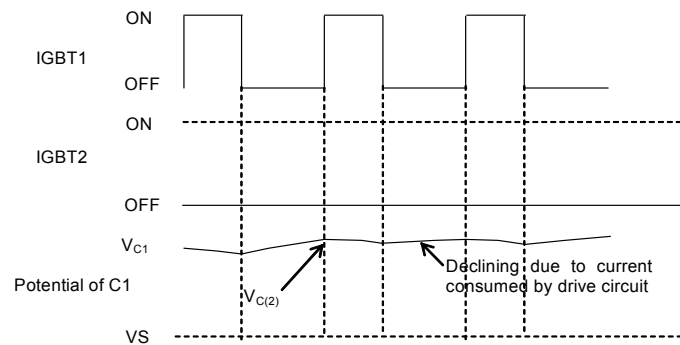 ON
IGBT1
OFF
ON
IGBT2
OFF
VC1
Declining due to current
consumed by drive circuit
Potential of C1
VC(2)
VS